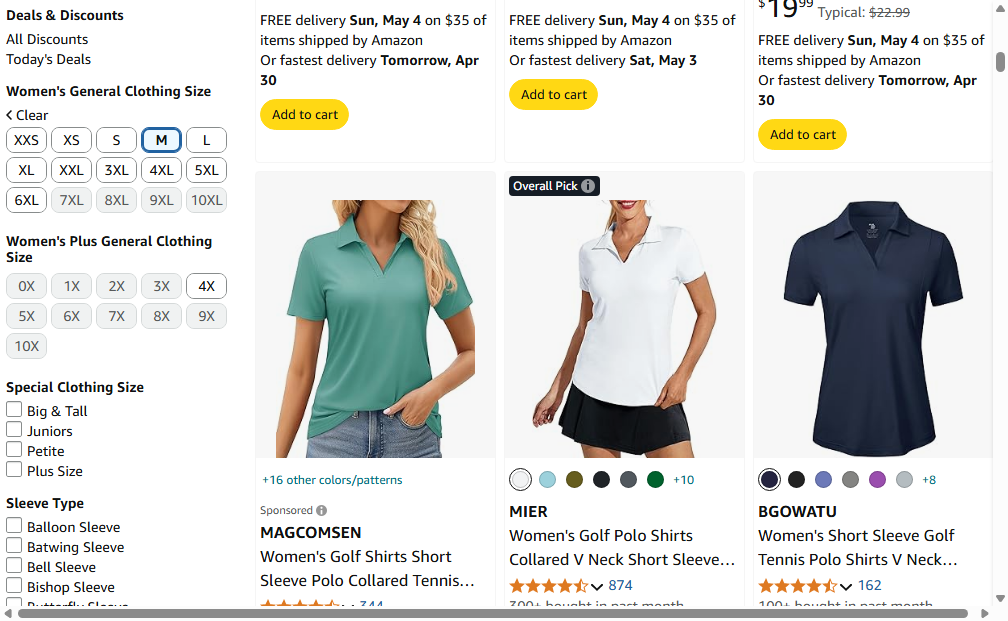 Deals & Discounts
All Discounts
Today's Deals
Women's General Clothing Size
Clear
XXS XS S M L
XL XXL 3XL 4XL 5XL
6XL 7XL 8XL 9XL 10XL
Women's Plus General Clothing
Size
0X 1X 2X 3X 4X
5X 6X 7X 8X 9X
10X
Special Clothing Size
Big & Tall
Juniors
Petite
Plus Size
Sleeve Type
Balloon Sleeve
Batwing Sleeve
Bell Sleeve
Bishop Sleeve
Butterfly Sleeve
FREE delivery Sun, May 4 on $35 of
items shipped by Amazon
Or fastest delivery Tomorrow, Apr
30
Add to cart
FREE delivery Sun, May 4 on $35 of
items shipped by Amazon
Or fastest delivery Sat, May 3
Add to cart
$19.99 Typical: $22.99
FREE delivery Sun, May 4 on $35 of
items shipped by Amazon
Or fastest delivery Tomorrow, Apr
30
Add to cart
+16 other colors/patterns
Sponsored
MAGCOMSEN
Women's Golf Shirts Short
Sleeve Polo Collared Tennis...
344
Overall Pick
+10
MIER
Women's Golf Polo Shirts
Collared V Neck Short Sleeve...
874
300+ bought in past month
+8
BGOWATU
Women's Short Sleeve Golf
Tennis Polo Shirts V Neck...
162
100+ bought in past month